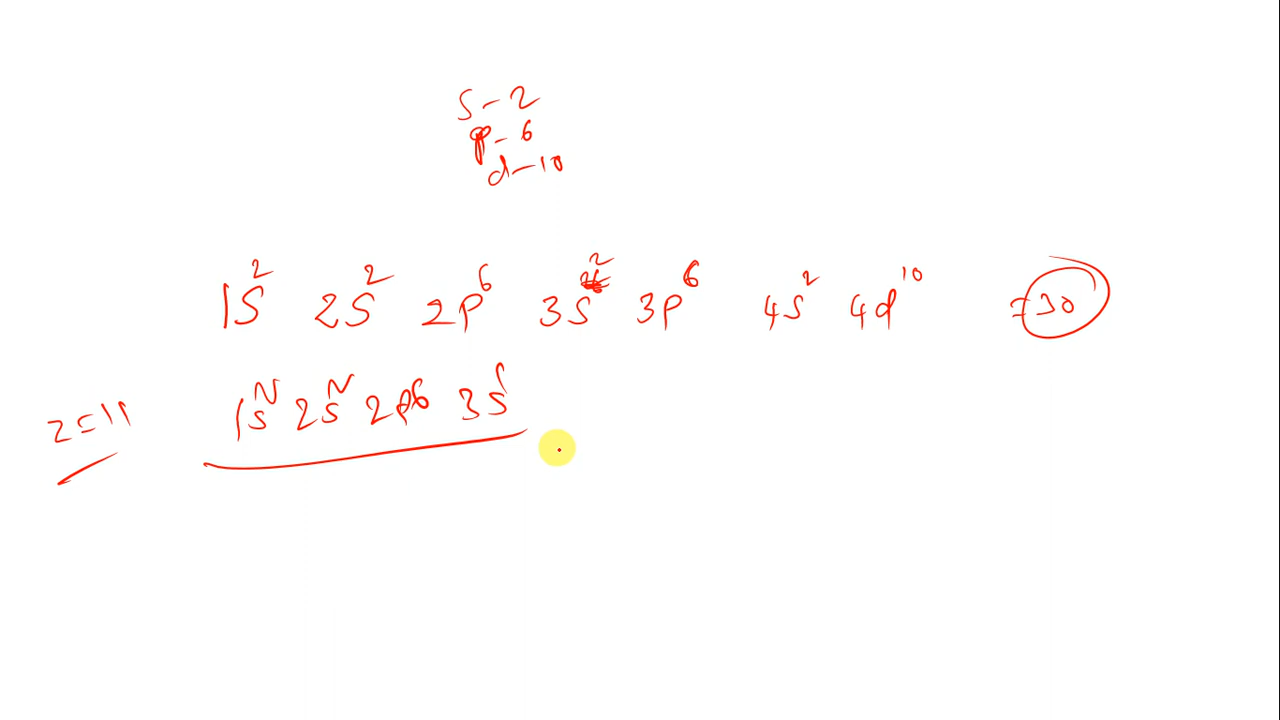 S - 2
p - 6
d - 10
1S² 2S² 2p⁶ 3S² 3p⁶ 4s² 4d¹⁰ = 30
z = 11 1s² 2s² 2p⁶ 3s¹